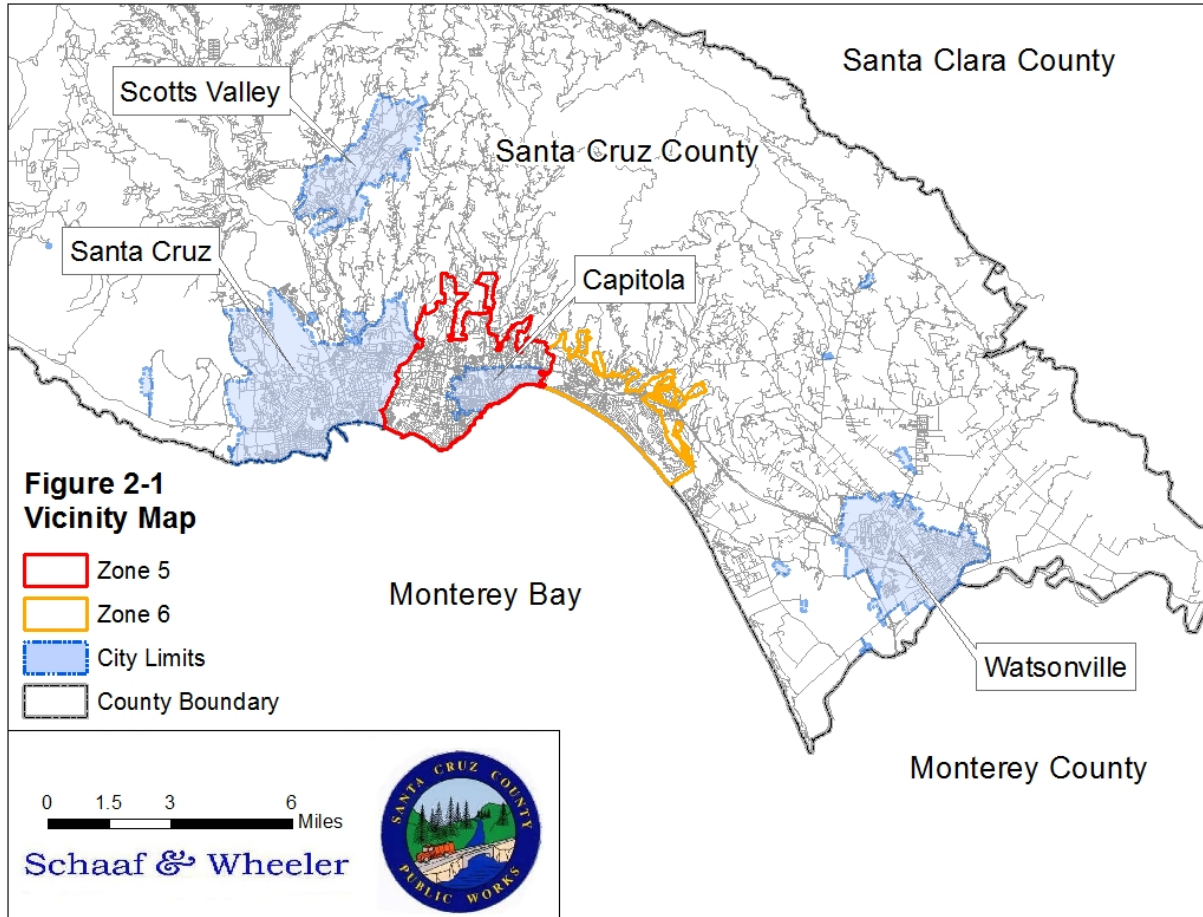 Santa Clara County
Scotts Valley
Santa Cruz County
Santa Cruz
Capitola
Figure 2-1
Vicinity Map
Zone 5
Zone 6
City Limits
County Boundary
Monterey Bay
Watsonville
Monterey County
0 1.5 3 6
Miles
Schaaf & Wheeler
SANTA CRUZ COUNTY
PUBLIC WORKS